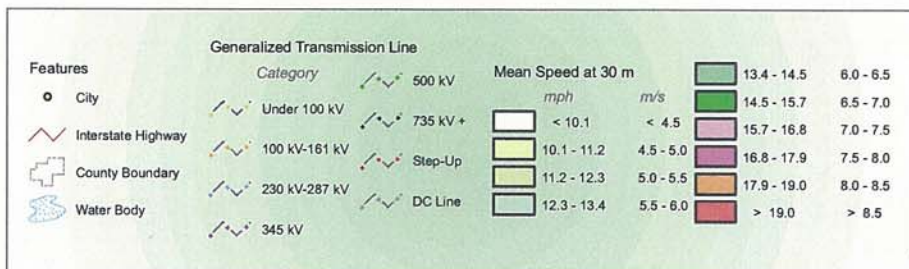 Generalized Transmission Line
Features
Category
City
Under 100 kV
Interstate Highway
100 kV-161 kV
County Boundary
230 kV-287 kV
Water Body
345 kV
500 kV
735 kV +
Step-Up
DC Line
Mean Speed at 30 m
mph m/s
< 10.1 < 4.5
10.1 - 11.2 4.5 - 5.0
11.2 - 12.3 5.0 - 5.5
12.3 - 13.4 5.5 - 6.0
13.4 - 14.5 6.0 - 6.5
14.5 - 15.7 6.5 - 7.0
15.7 - 16.8 7.0 - 7.5
16.8 - 17.9 7.5 - 8.0
17.9 - 19.0 8.0 - 8.5
> 19.0 > 8.5